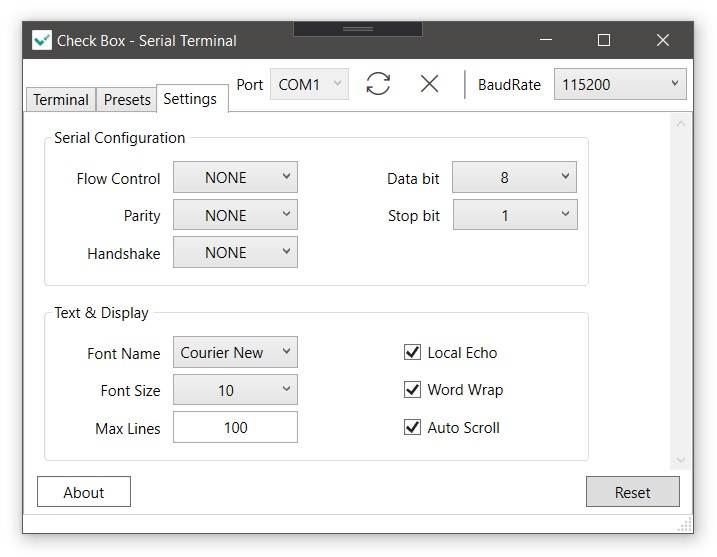 Check Box - Serial Terminal
Terminal Presets Settings Port COM1 BaudRate 115200
Serial Configuration
Flow Control NONE Data bit 8
Parity NONE Stop bit 1
Handshake NONE
Text & Display
Font Name Courier New Local Echo
Font Size 10 Word Wrap
Max Lines 100 Auto Scroll
About Reset